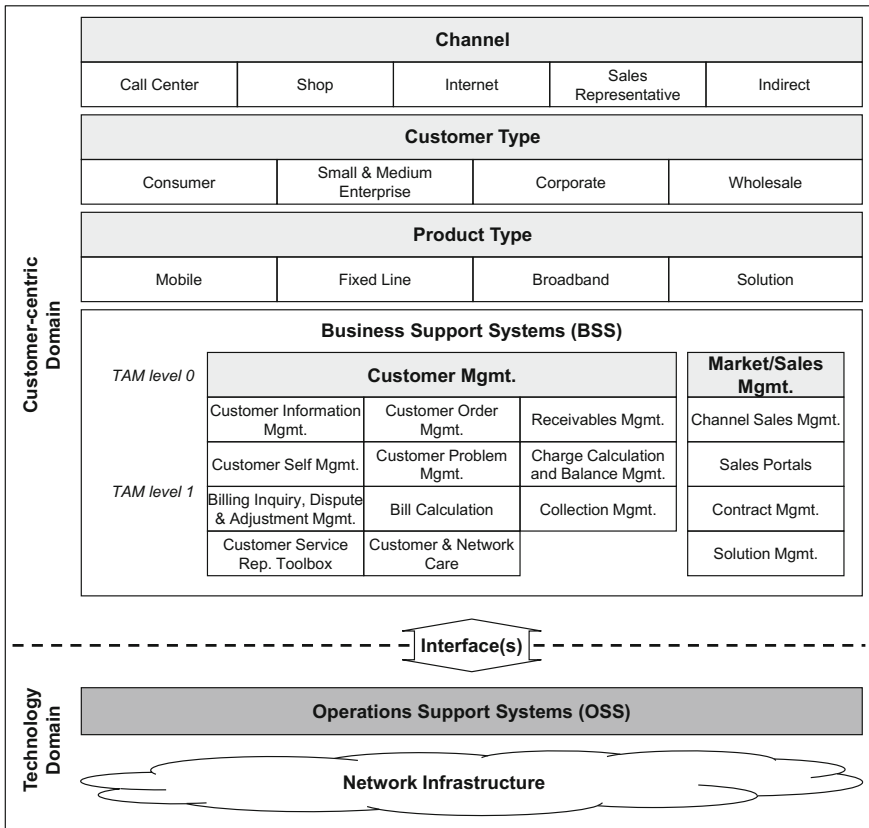 Customer-centric
Domain
Channel
Call Center
Shop
Internet
Sales
Representative
Indirect
Customer Type
Consumer
Small & Medium
Enterprise
Corporate
Wholesale
Product Type
Mobile
Fixed Line
Broadband
Solution
Business Support Systems (BSS)
TAM level 0
Customer Mgmt.
Market/Sales
Mgmt.
TAM level 1
Customer Information
Mgmt.
Customer Order
Mgmt.
Receivables Mgmt.
Channel Sales Mgmt.
Customer Self Mgmt.
Customer Problem
Mgmt.
Charge Calculation
and Balance Mgmt.
Sales Portals
Billing Inquiry, Dispute
& Adjustment Mgmt.
Bill Calculation
Collection Mgmt.
Contract Mgmt.
Customer Service
Rep. Toolbox
Customer & Network
Care
Solution Mgmt.
Interface(s)
Technology
Domain
Operations Support Systems (OSS)
Network Infrastructure